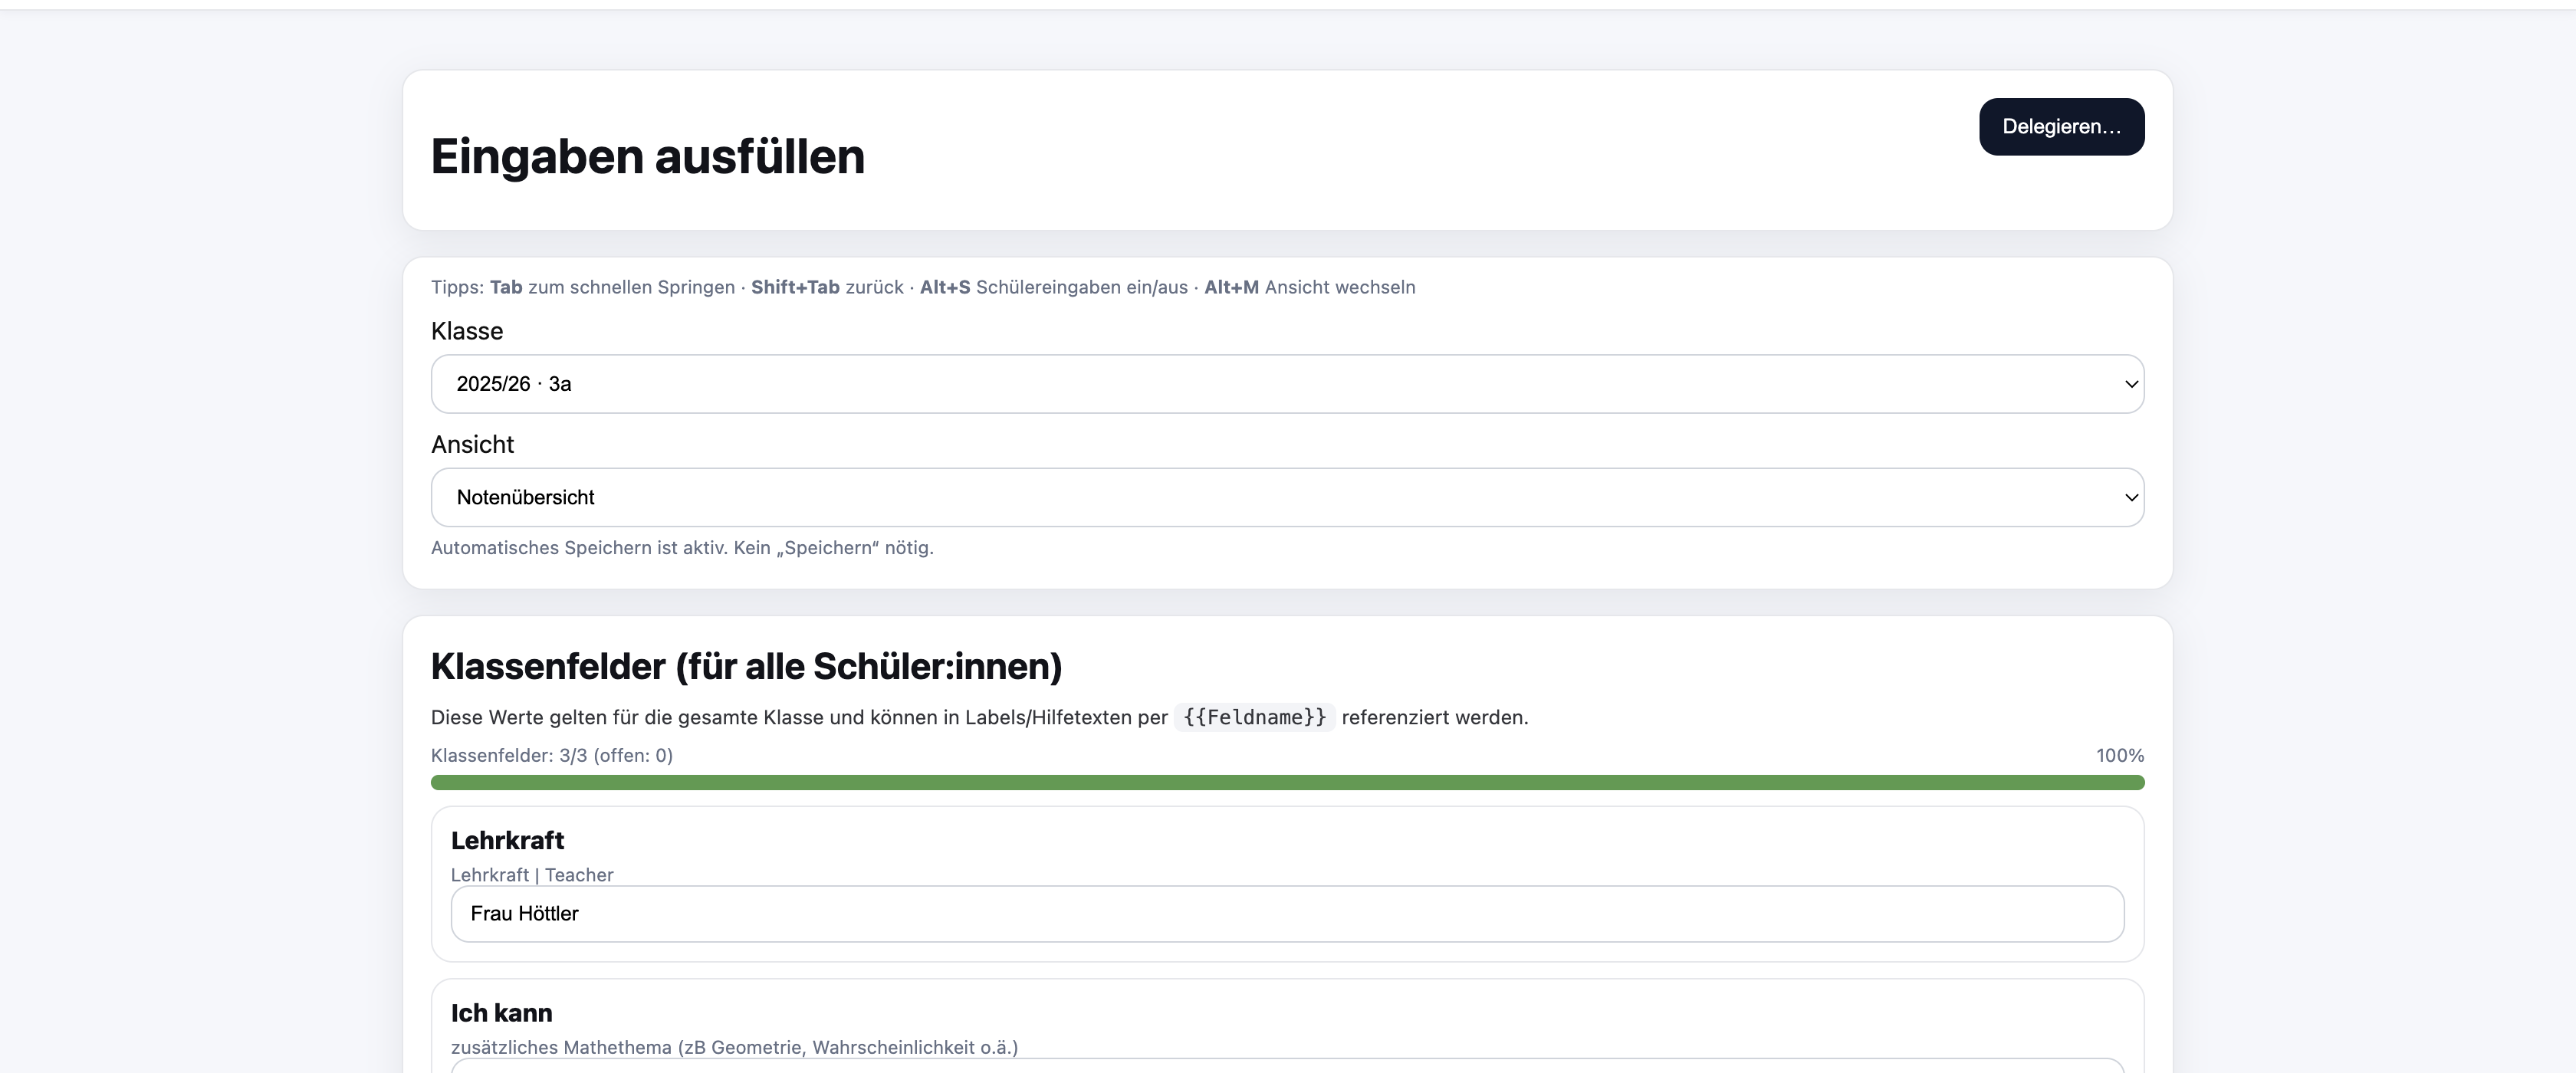 Eingaben ausfüllen
Delegieren...
Tipps: Tab zum schnellen Springen · Shift+Tab zurück · Alt+S Schülereingaben ein/aus · Alt+M Ansicht wechseln
Klasse
2025/26 · 3a
Ansicht
Notenübersicht
Automatisches Speichern ist aktiv. Kein „Speichern“ nötig.
Klassenfelder (für alle Schüler:innen)
Diese Werte gelten für die gesamte Klasse und können in Labels/Hilfetexten per {{Feldname}} referenziert werden.
Klassenfelder: 3/3 (offen: 0) 100%
Lehrkraft
Lehrkraft | Teacher
Frau Höttler
Ich kann
zusätzliches Mathethema (zB Geometrie, Wahrscheinlichkeit o.ä.)